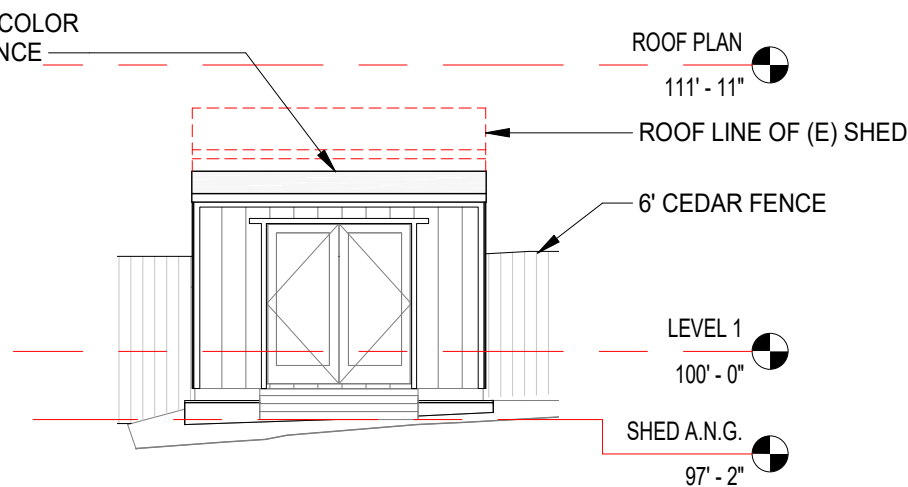 COLOR
NCE
ROOF PLAN
111' - 11"
ROOF LINE OF (E) SHED
6' CEDAR FENCE
LEVEL 1
100' - 0"
SHED A.N.G.
97' - 2"